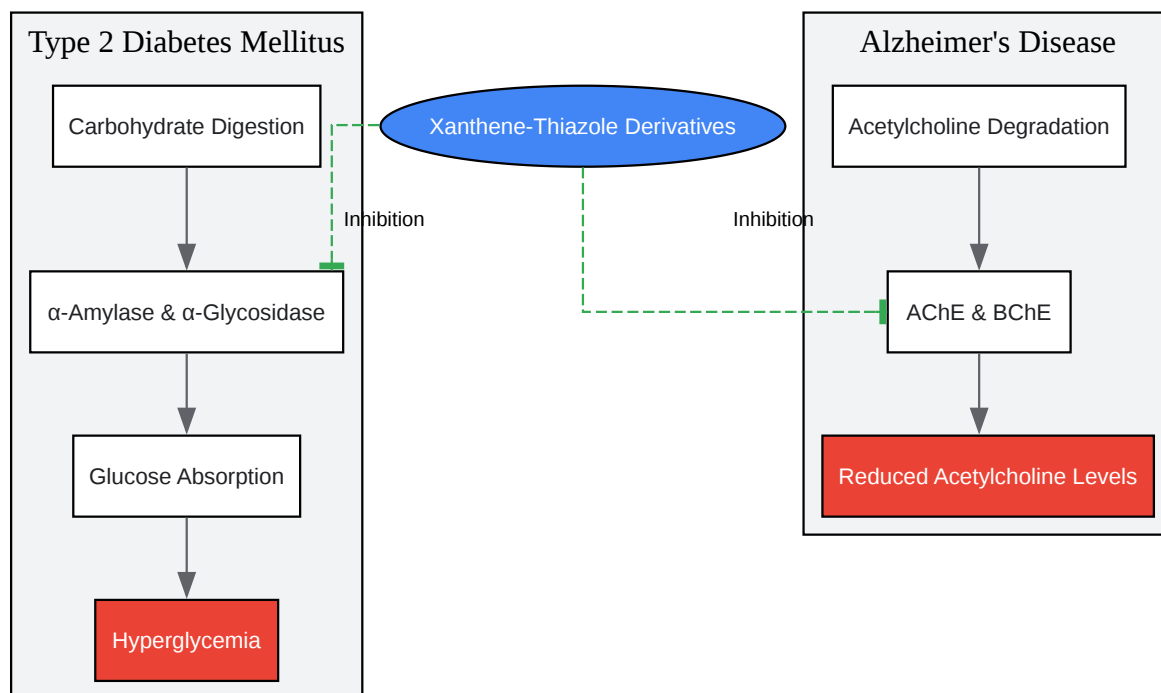 Type 2 Diabetes Mellitus
Carbohydrate Digestion
α-Amylase & α-Glycosidase
Glucose Absorption
Hyperglycemia
Xanthene-Thiazole Derivatives
Inhibition
Inhibition
Alzheimer's Disease
Acetylcholine Degradation
AChE & BChE
Reduced Acetylcholine Levels